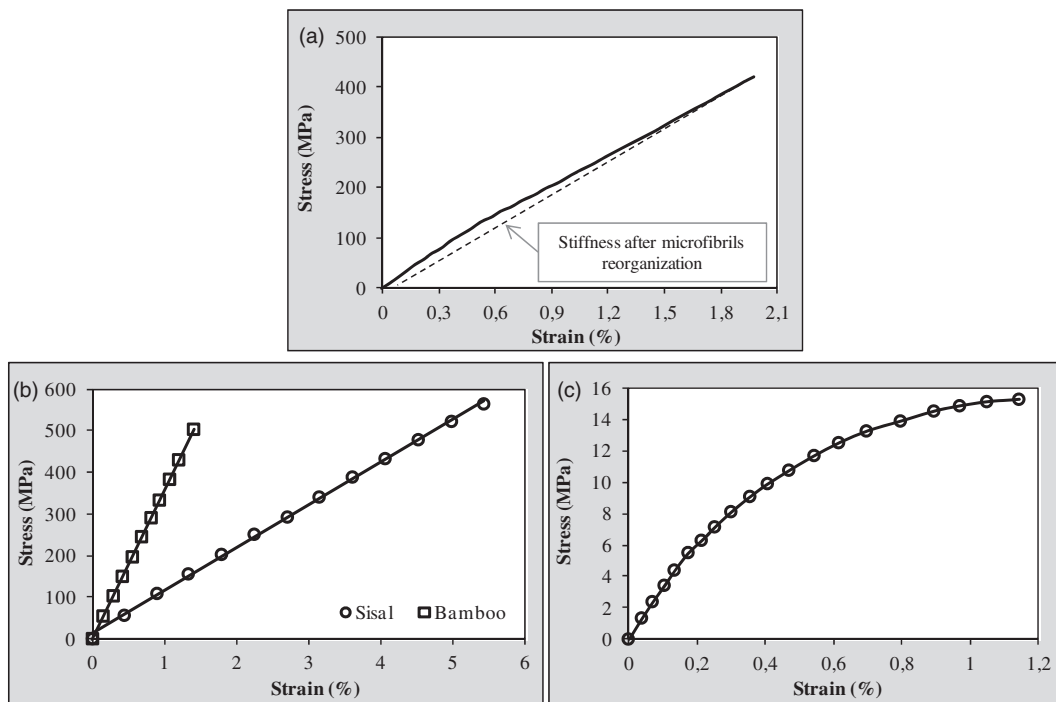 (a)
500
400
300
200
100
0
Stress (MPa)
Stiffness after microfibrils
reorganization
0 0,3 0,6 0,9 1,2 1,5 1,8 2,1
Strain (%)
(b)
600
500
400
300
200
100
0
Stress (MPa)
Sisal Bamboo
0 1 2 3 4 5 6
Strain (%)
(c)
16
14
12
10
8
6
4
2
0
Stress (MPa)
0 0,2 0,4 0,6 0,8 1 1,2
Strain (%)